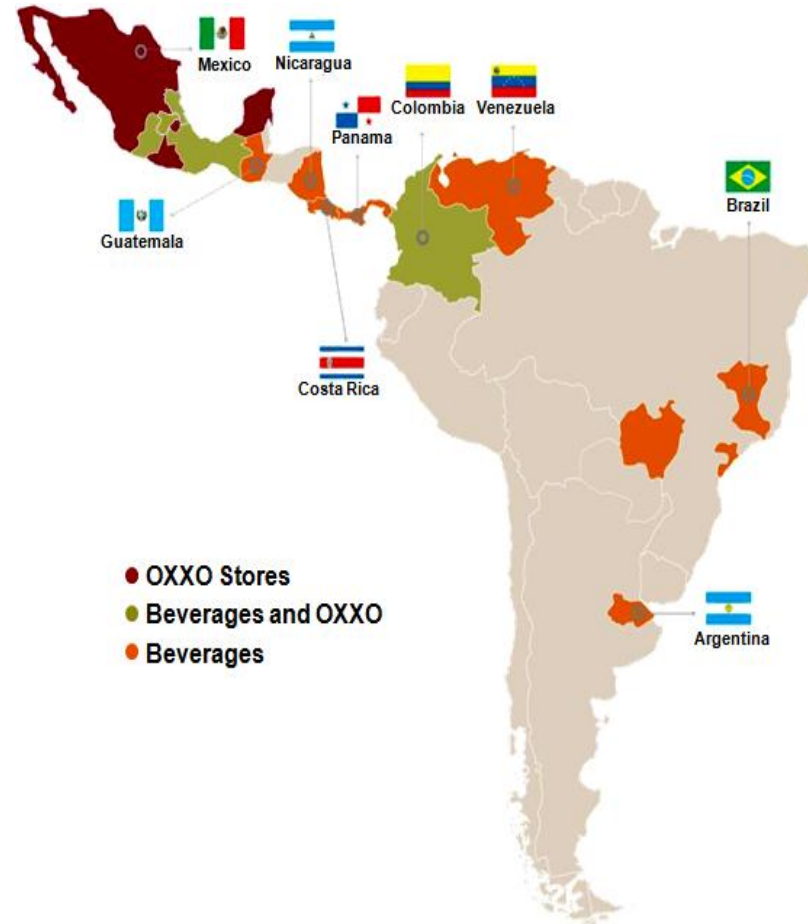 Mexico
Nicaragua
Colombia
Venezuela
Panama
Brazil
Guatemala
Costa Rica
OXXO Stores
Beverages and OXXO
Beverages
Argentina